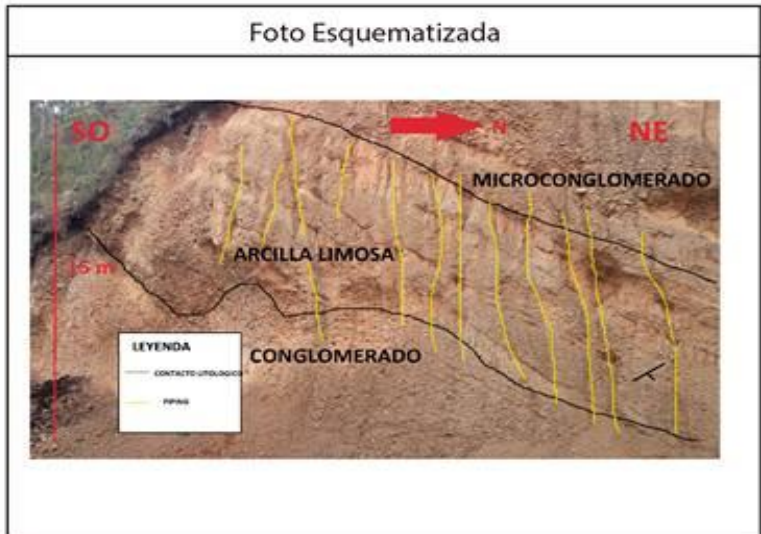 Foto Esquematizada
SO
N
NE
MICROCONGLOMERADO
ARCILLA LIMOSA
15 m
CONGLOMERADO
LEYENDA
CONTACTO LITOLOGICO
PIPING